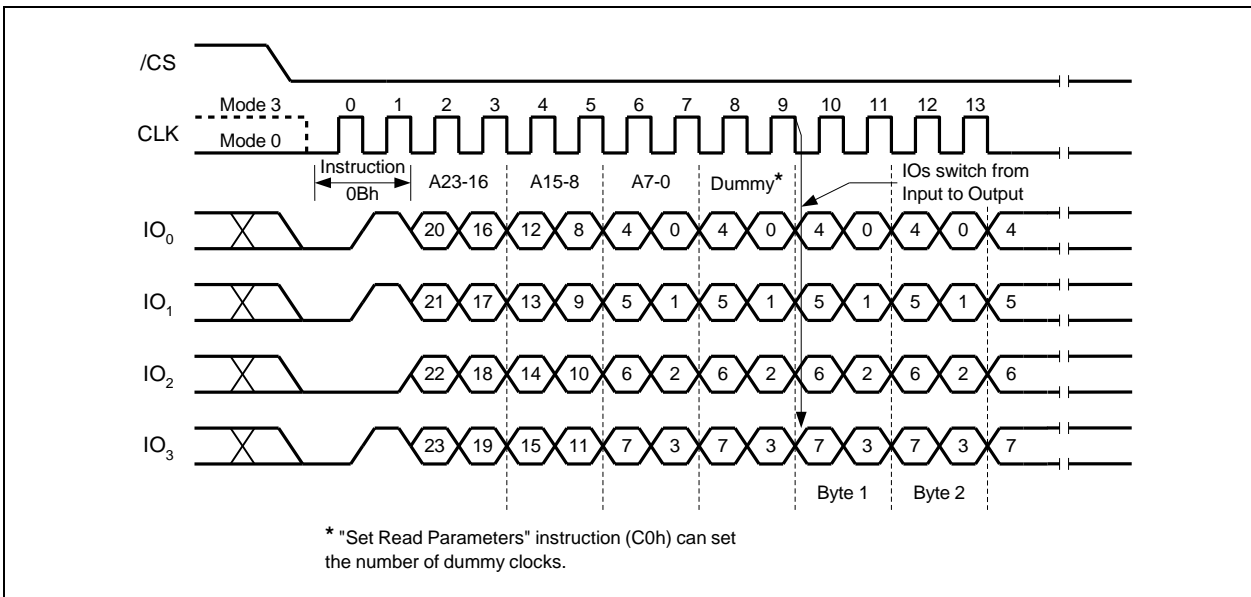 /CS
Mode 3 0 1 2 3 4 5 6 7 8 9 10 11 12 13
CLK
Mode 0
Instruction
0Bh
A23-16 A15-8 A7-0 Dummy*
IOs switch from
Input to Output
IO0 20 16 12 8 4 0 4 0 4 0 4 0 4
IO1 21 17 13 9 5 1 5 1 5 1 5 1 5
IO2 22 18 14 10 6 2 6 2 6 2 6 2 6
IO3 23 19 15 11 7 3 7 3 7 3 7 3 7
Byte 1 Byte 2
* "Set Read Parameters" instruction (C0h) can set
the number of dummy clocks.